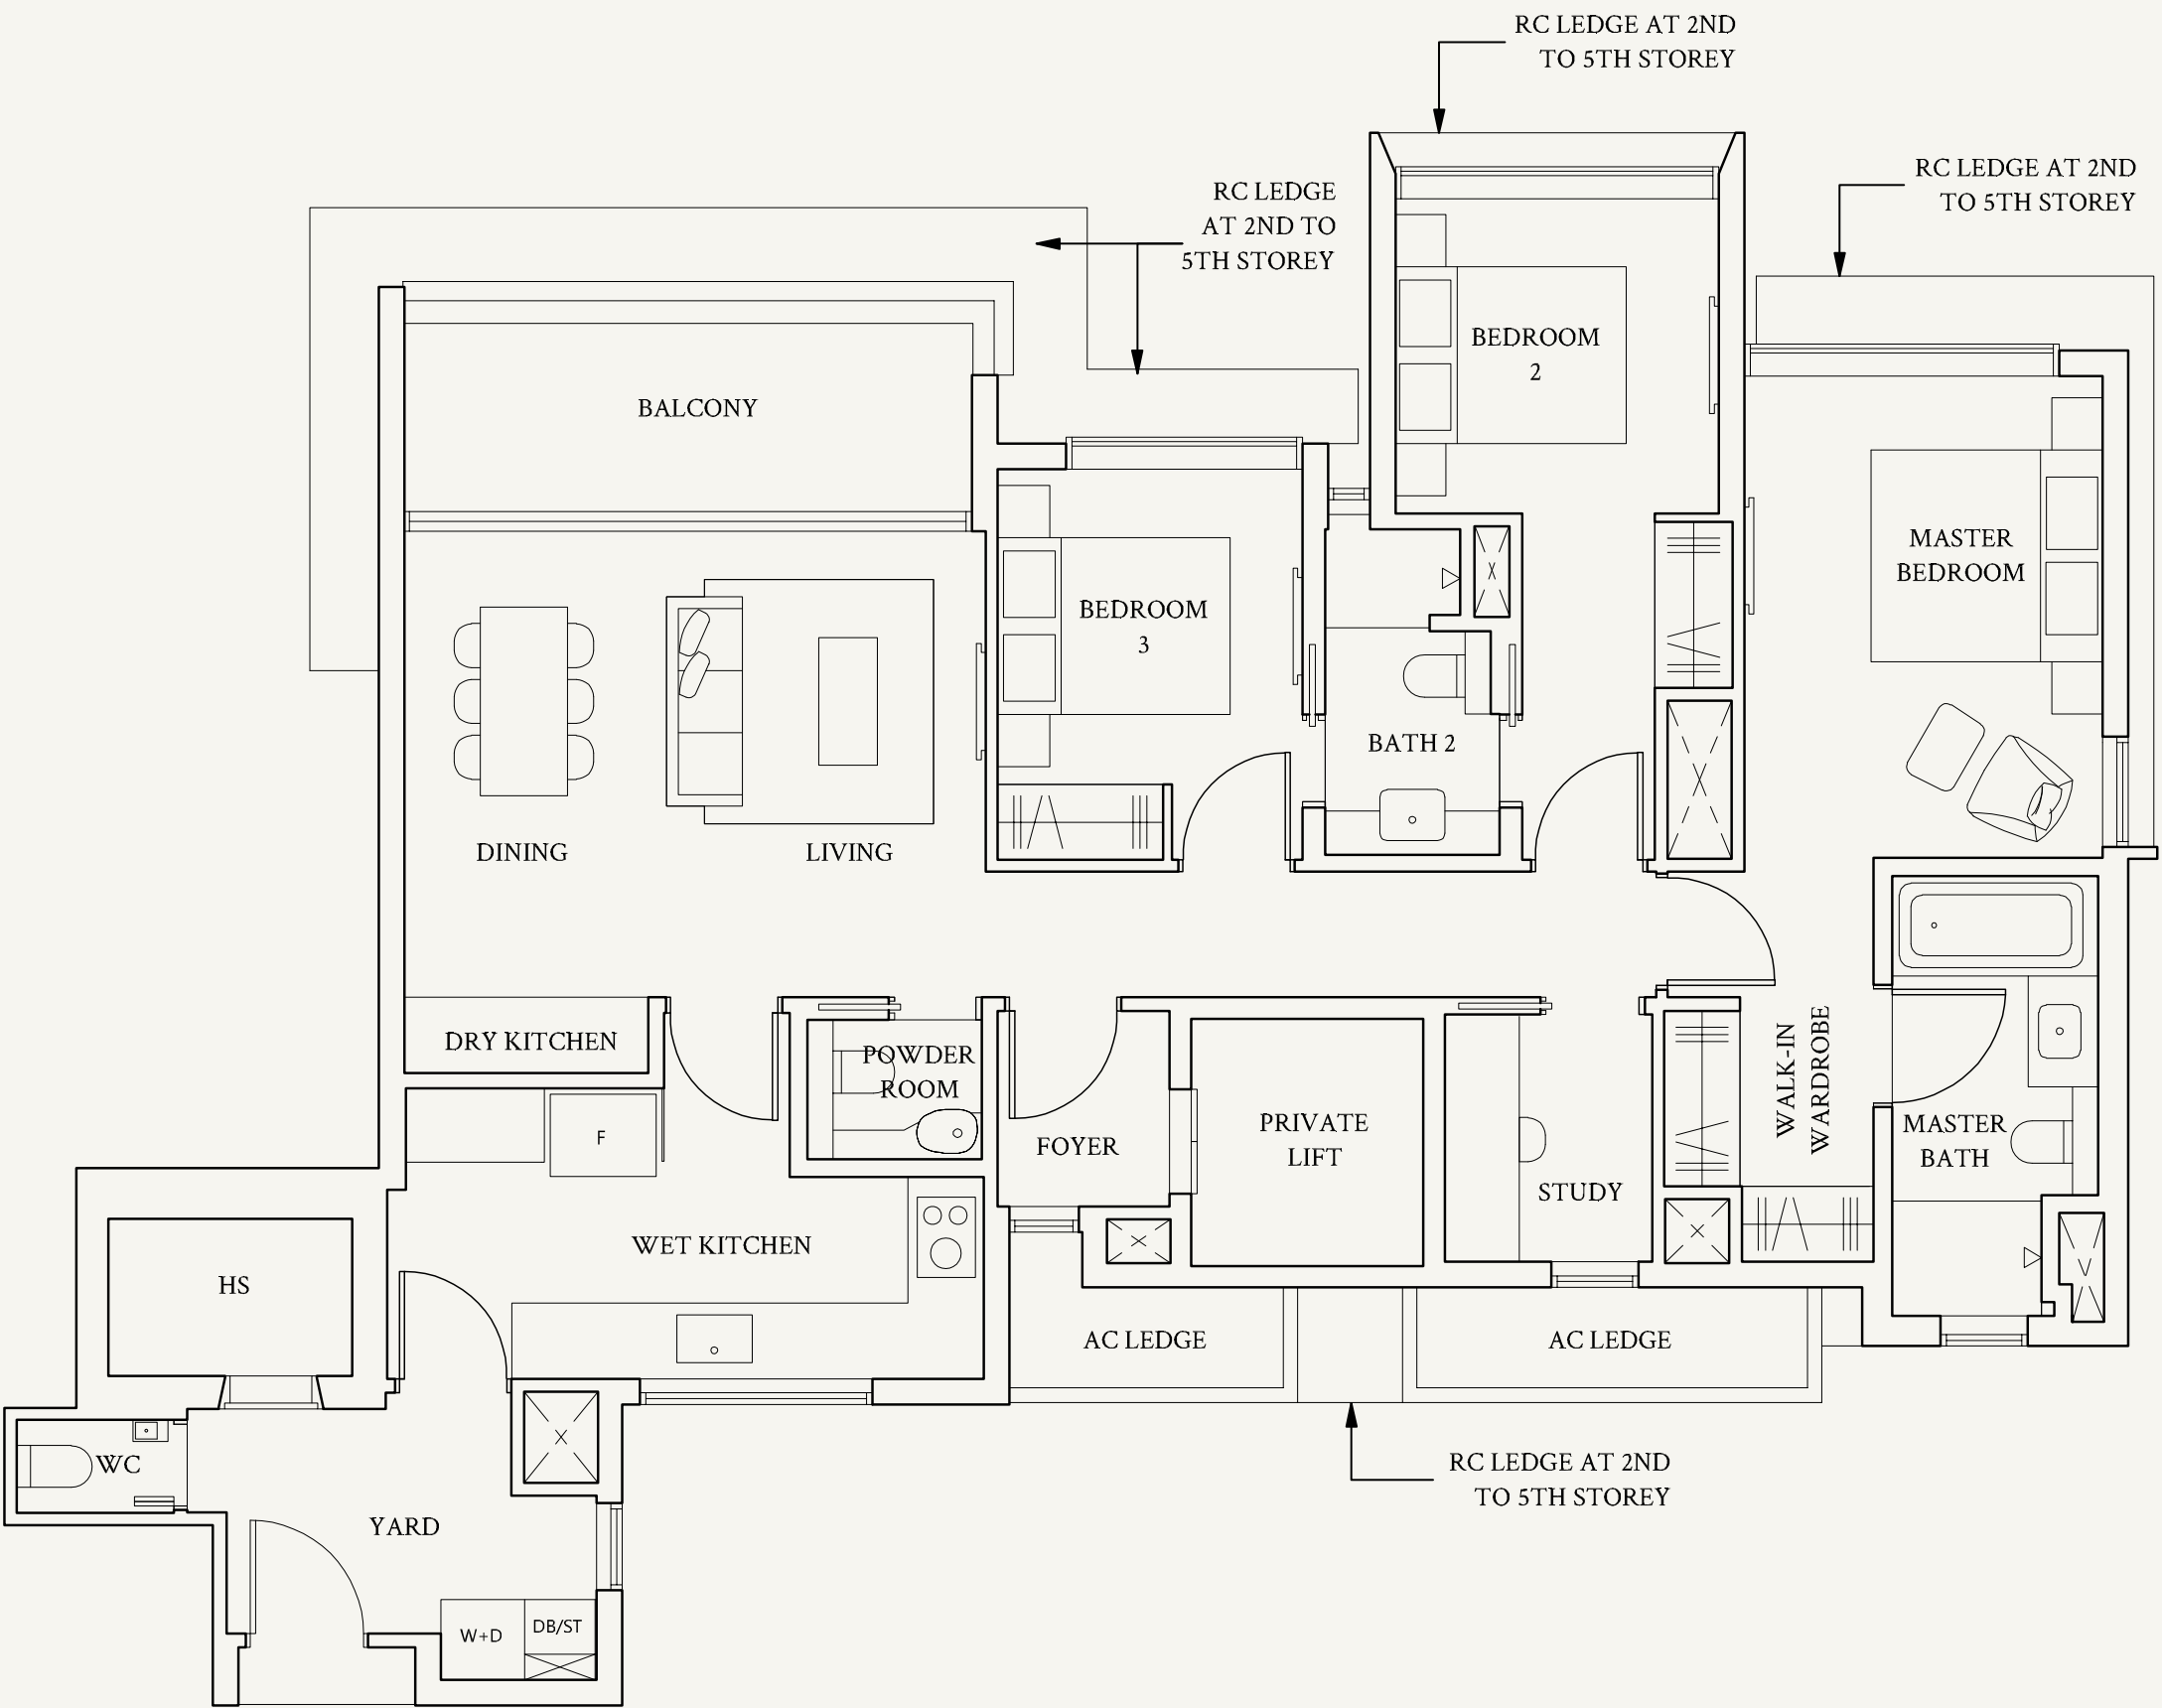 RC LEDGE AT 2ND
TO 5TH STOREY
RC LEDGE AT 2ND
TO 5TH STOREY
RC LEDGE
AT 2ND TO
5TH STOREY
BEDROOM
2
BALCONY
MASTER
BEDROOM
BEDROOM
3
BATH 2
DINING
LIVING
DRY KITCHEN
POWDER
ROOM
WALK-IN
WARDROBE
F
FOYER
PRIVATE
LIFT
MASTER
BATH
STUDY
WET KITCHEN
HS
AC LEDGE
AC LEDGE
WC
RC LEDGE AT 2ND
TO 5TH STOREY
YARD
W+D
DB/ST